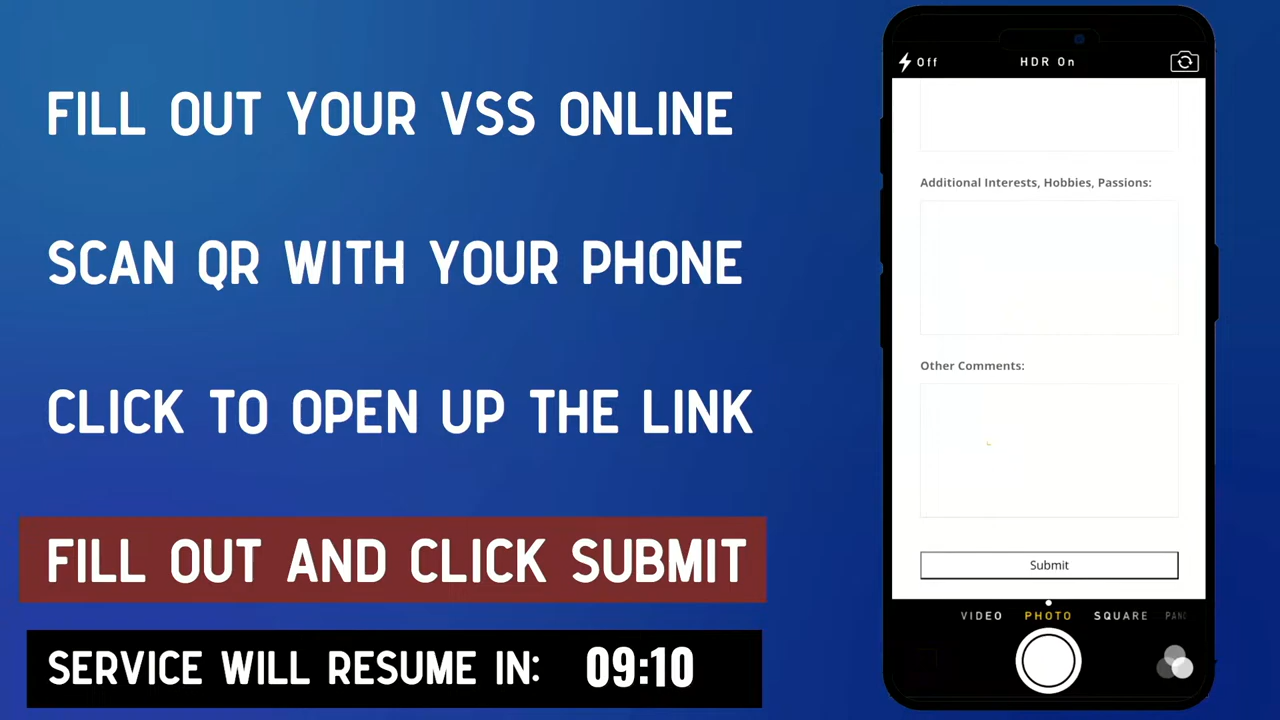 FILL OUT YOUR VSS ONLINE
SCAN QR WITH YOUR PHONE
CLICK TO OPEN UP THE LINK
FILL OUT AND CLICK SUBMIT
SERVICE WILL RESUME IN: 09:10
Off HDR On
Additional Interests, Hobbies, Passions:
Other Comments:
Submit
VIDEO PHOTO SQUARE PANO